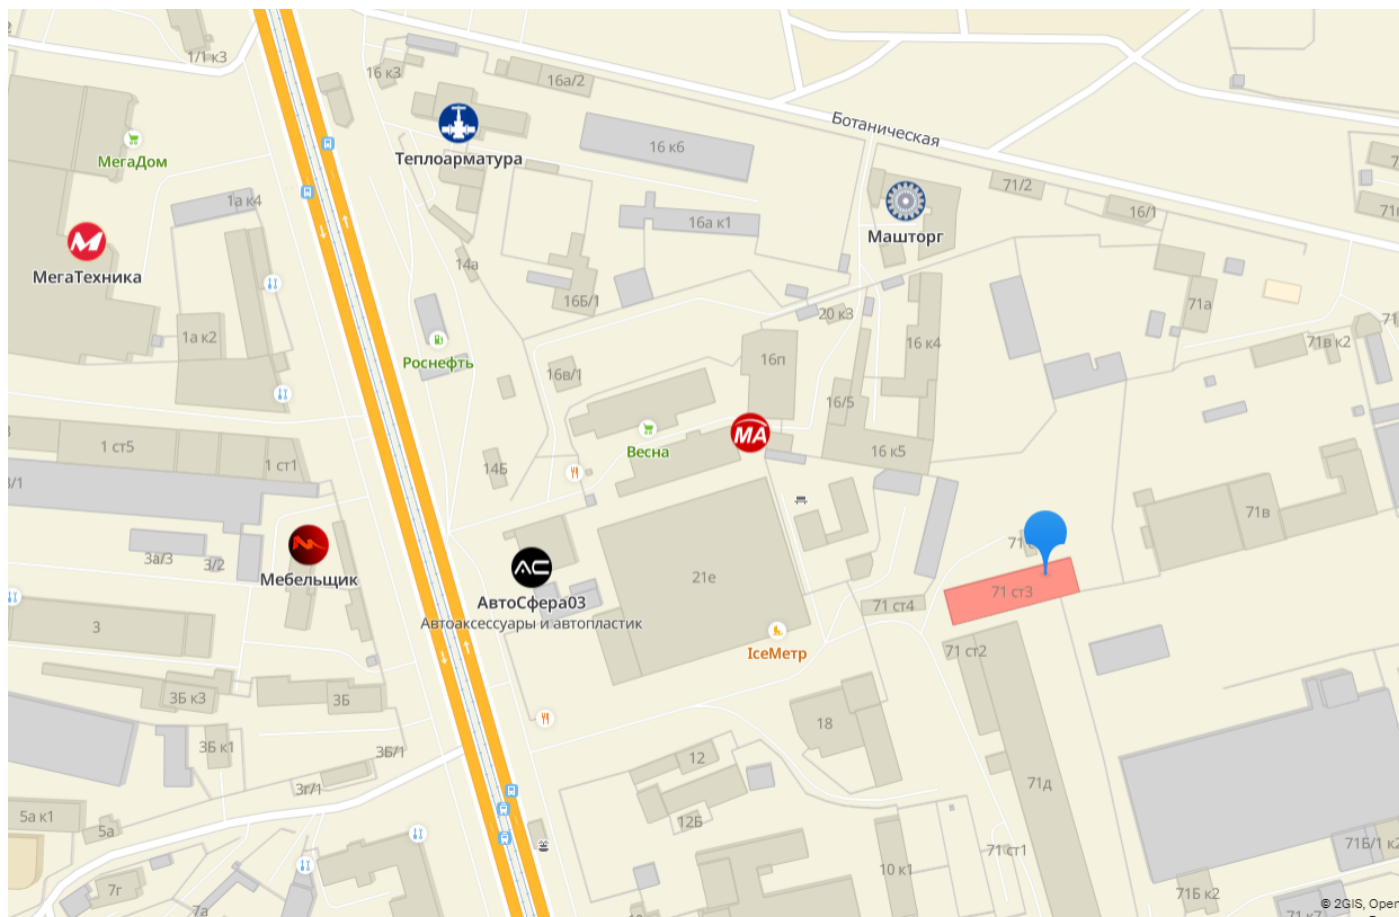 1/1 к3
16 к3
16а/2
Ботаническая
МегаДом
Теплоарматура
16 к6
71/2
1а к4
16а к1
16/1
Машторг
МегаТехника
14а
16Б/1
71а
20 к3
1а к2
Роснефть
16п
16 к4
71в к2
16в/1
16/5
1 ст5
Весна
МА
16 к5
1 ст1
14Б
71в
3а/3
3/2
Мебельщик
АС
АвтоСфера03
Автоаксессуары и автопластик
21е
71 ст3
71 ст4
3
IceМетр
71 ст2
3Б к3
3Б
18
3Б к1
3Б/1
12
3г/1
71д
5а к1
5а
12Б
71 ст1
71Б/1 к2
10 к1
7г
7а
71Б к2
© 2GIS, Oper